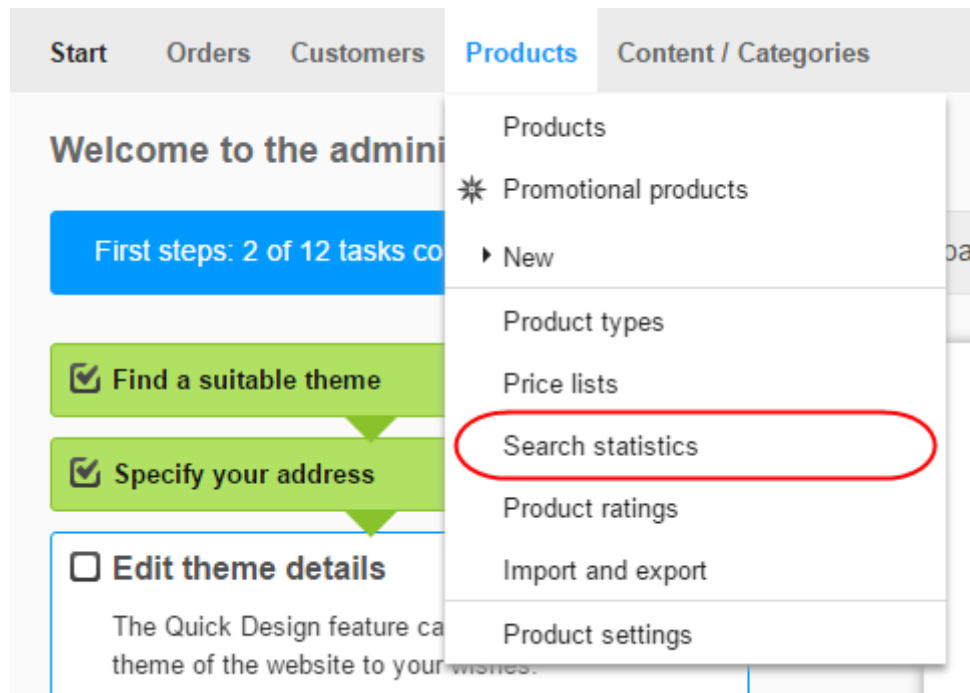 Start Orders Customers Products Content / Categories
Products
Promotional products
New
Product types
Price lists
Search statistics
Product ratings
Import and export
Product settings
Welcome to the admini
First steps: 2 of 12 tasks co
Find a suitable theme
Specify your address
Edit theme details
The Quick Design feature ca
theme of the website to your wishes.